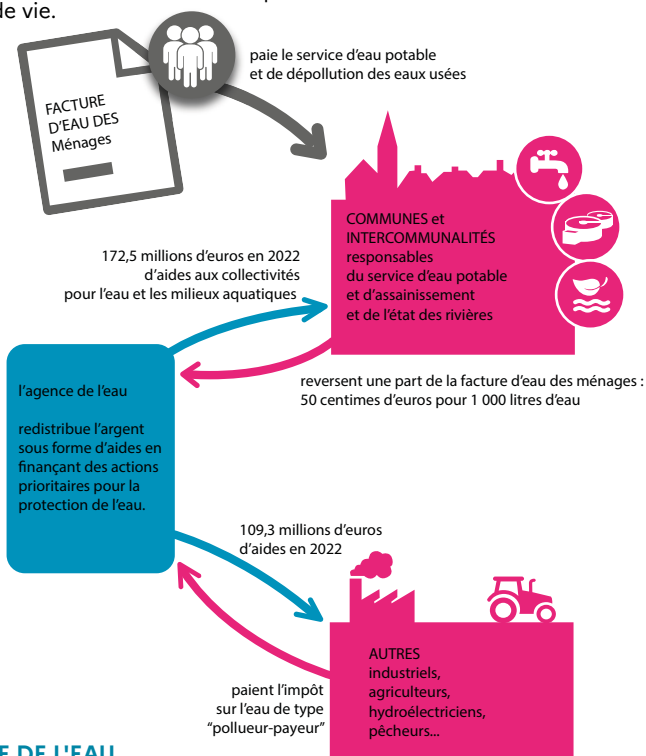 de vie.
paie le service d'eau potable
et de dépollution des eaux usées
FACTURE
D'EAU DES
Ménages
COMMUNES et
INTERCOMMUNALITÉS
responsables
du service d'eau potable
et d'assainissement
et de l'état des rivières
172,5 millions d'euros en 2022
d'aides aux collectivités
pour l'eau et les milieux aquatiques
reversent une part de la facture d'eau des ménages :
50 centimes d'euros pour 1 000 litres d'eau
l'agence de l'eau
redistribue l'argent
sous forme d'aides en
finançant des actions
prioritaires pour la
protection de l'eau.
109,3 millions d'euros
d'aides en 2022
AUTRES
industriels,
agriculteurs,
hydroélectriciens,
pêcheurs...
paient l'impôt
sur l'eau de type
"pollueur-payeur"
E DE L'EAU